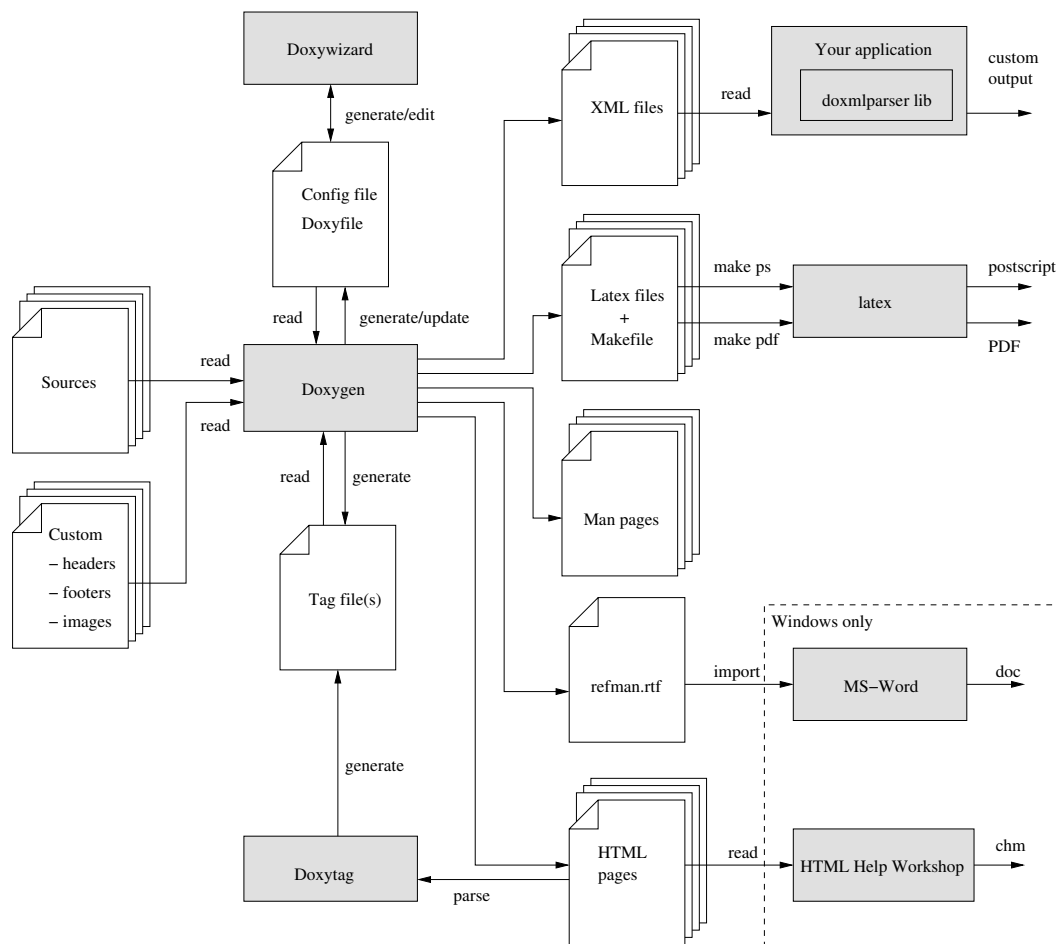 Doxywizard
generate/edit
Config file
Doxyfile
read
generate/update
Sources
read
Doxygen
read
Custom
– headers
– footers
– images
read
generate
Tag file(s)
generate
Doxytag
parse
XML files
read
Your application
doxmlparser lib
custom
output
Latex files
+
Makefile
make ps
make pdf
latex
postscript
PDF
Man pages
refman.rtf
import
Windows only
MS–Word
doc
HTML
pages
read
HTML Help Workshop
chm